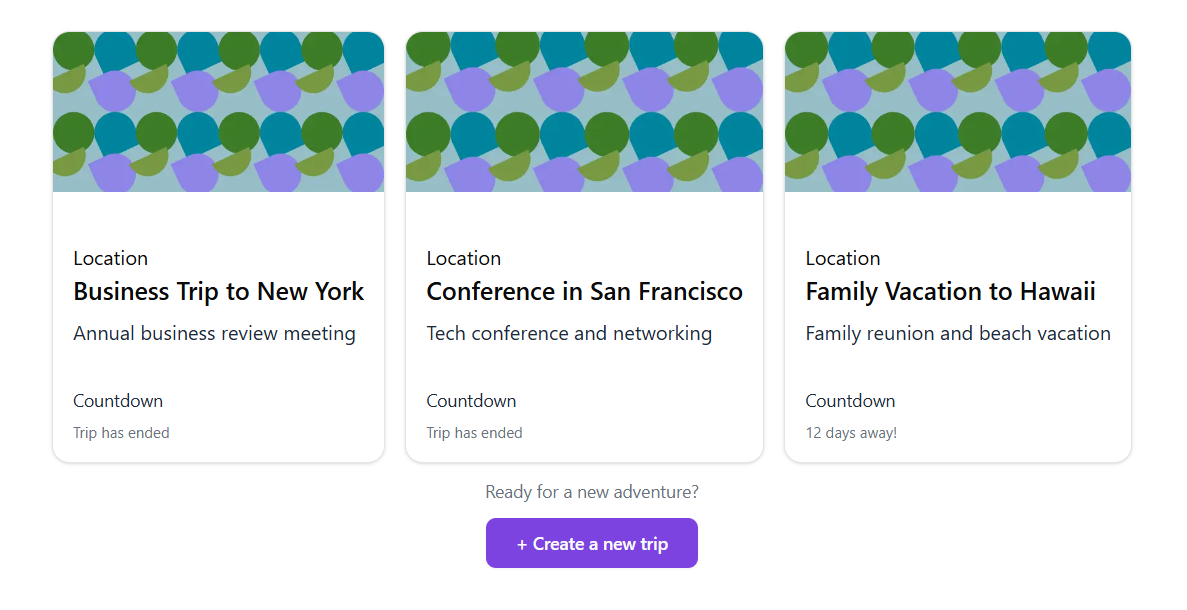 Location
Business Trip to New York
Annual business review meeting
Countdown
Trip has ended
Location
Conference in San Francisco
Tech conference and networking
Countdown
Trip has ended
Location
Family Vacation to Hawaii
Family reunion and beach vacation
Countdown
12 days away!
Ready for a new adventure?
+ Create a new trip